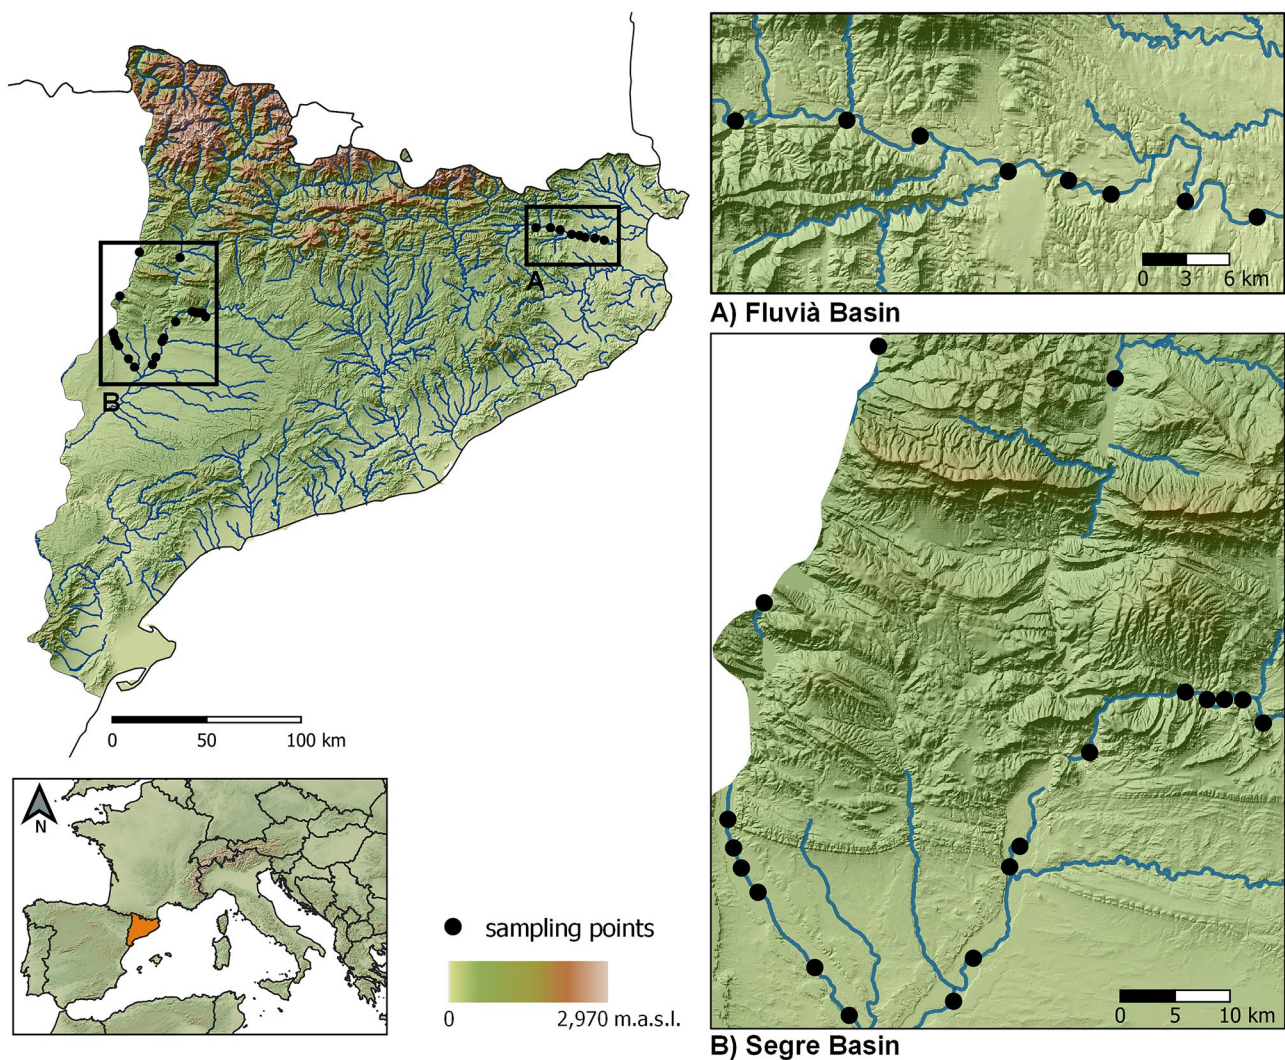 A
B
0 50 100 km
N
sampling points
0 2,970 m.a.s.l.
0 3 6 km
A) Fluvià Basin
0 5 10 km
B) Segre Basin